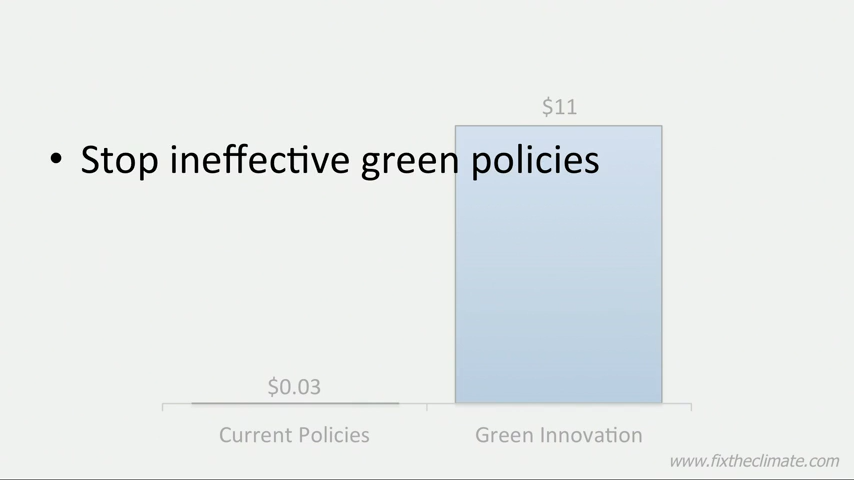 $11
• Stop ineffective green policies
$0.03
Current Policies
Green Innovation
www.fixtheclimate.com